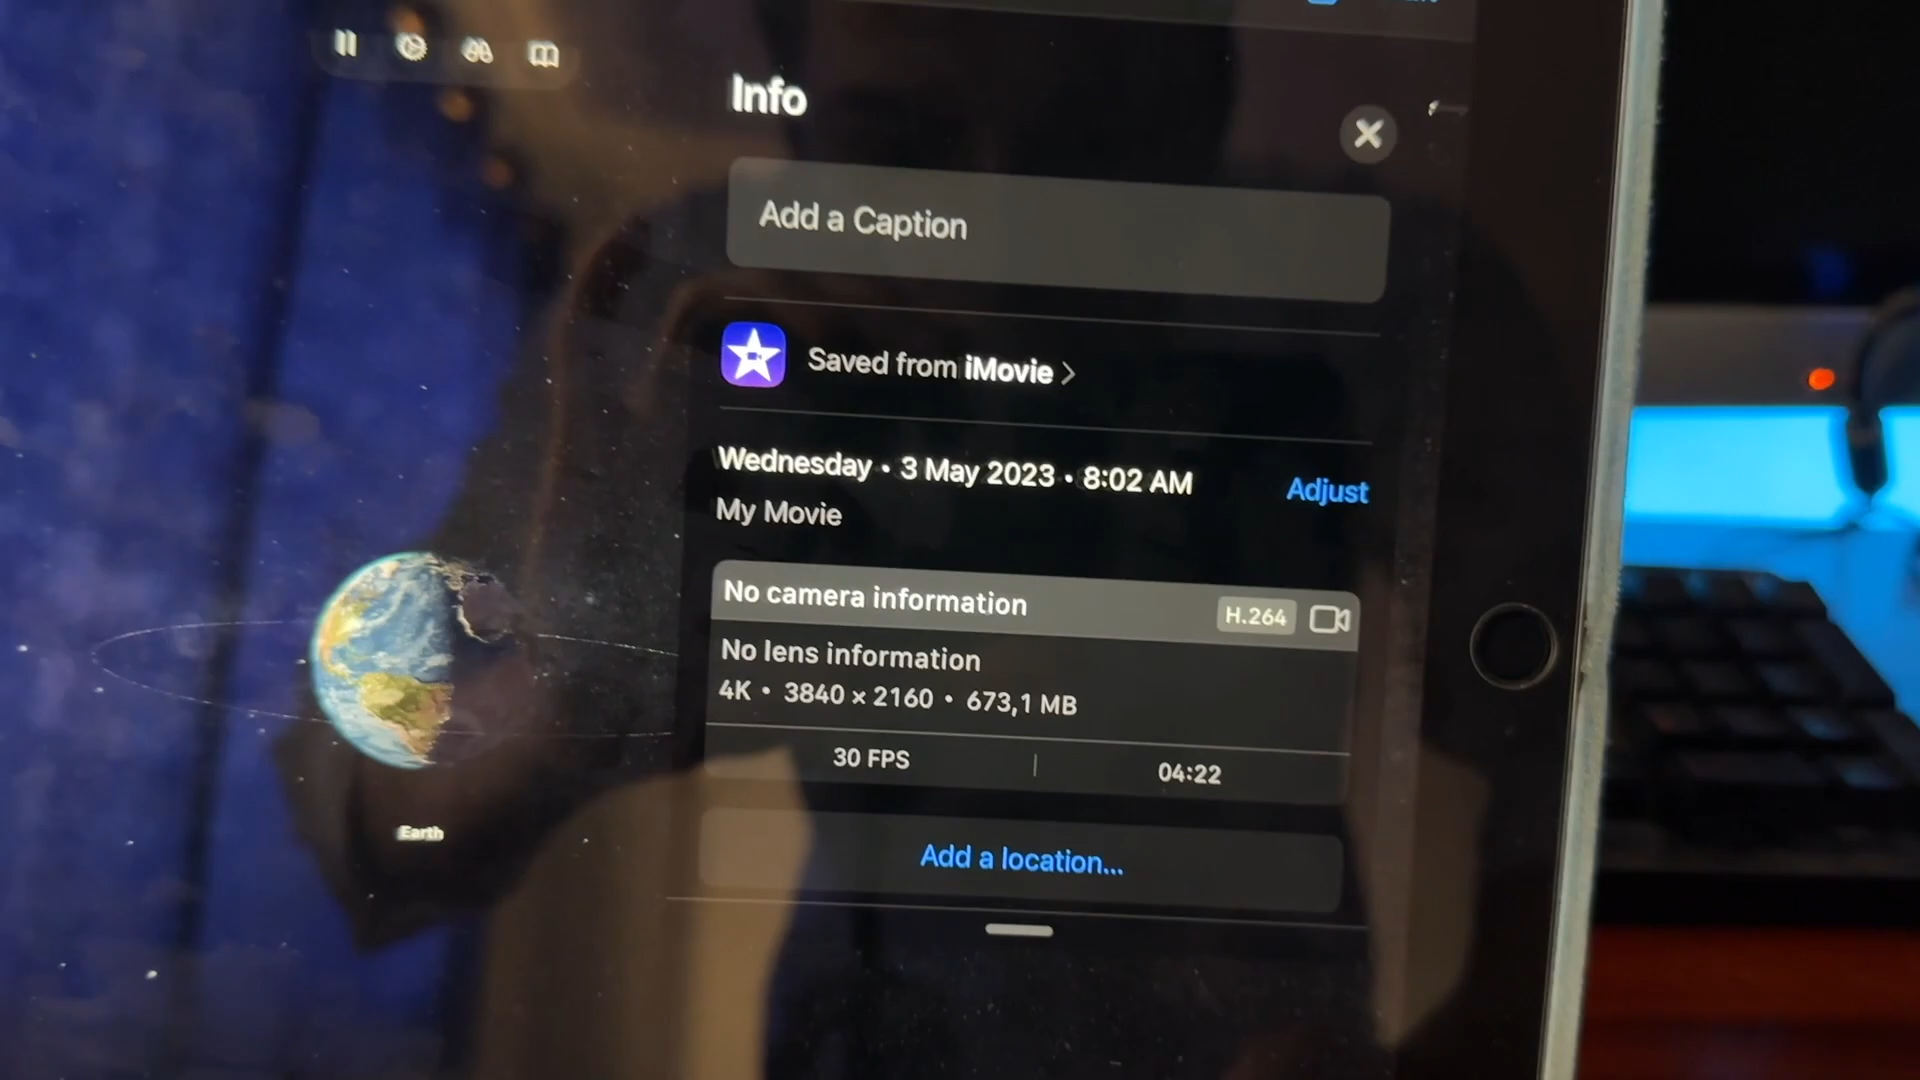 Info
Add a Caption
Saved from iMovie >
Wednesday • 3 May 2023 • 8:02 AM
Adjust
My Movie
No camera information
H.264
No lens information
4K • 3840 × 2160 • 673,1 MB
30 FPS
04:22
Add a location...
Earth